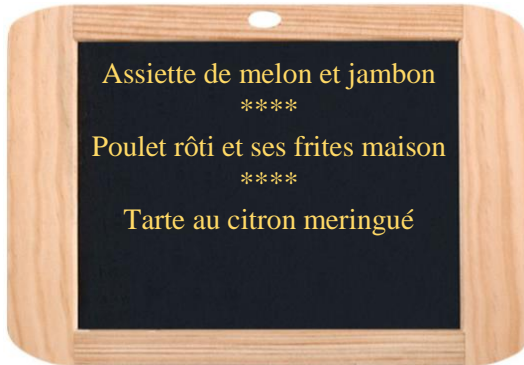 Assiette de melon et jambon
****
Poulet rôti et ses frites maison
****
Tarte au citron meringué